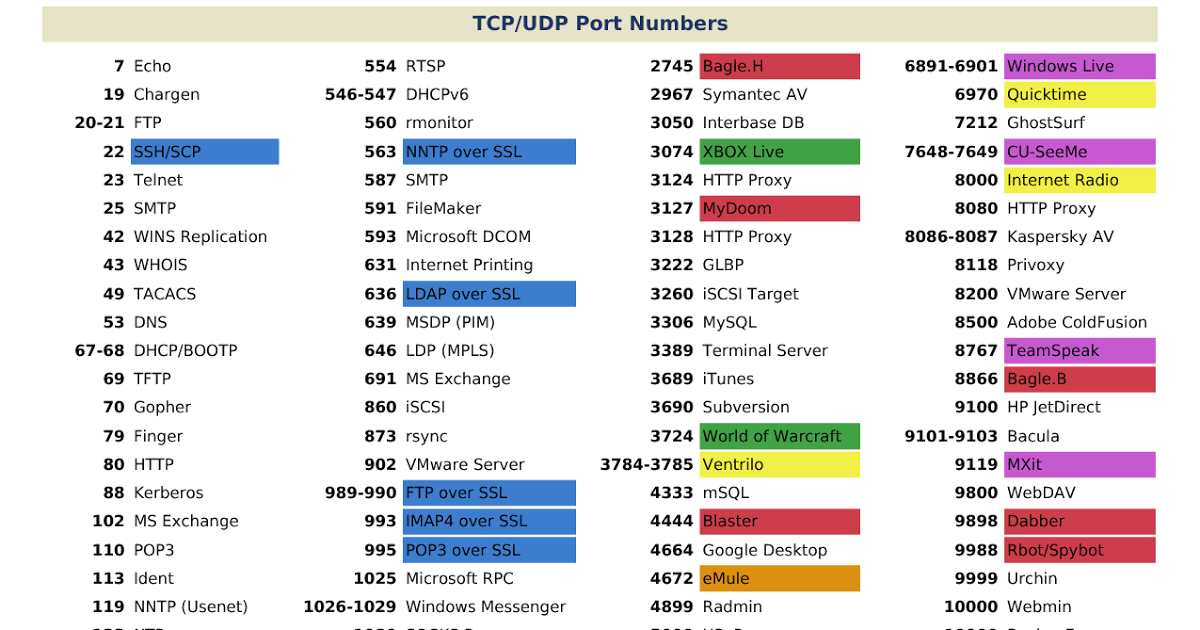 TCP/UDP Port Numbers
7 Echo
19 Chargen
20-21 FTP
22 SSH/SCP
23 Telnet
25 SMTP
42 WINS Replication
43 WHOIS
49 TACACS
53 DNS
67-68 DHCP/BOOTP
69 TFTP
70 Gopher
79 Finger
80 HTTP
88 Kerberos
102 MS Exchange
110 POP3
113 Ident
119 NNTP (Usenet)
554 RTSP
546-547 DHCPv6
560 rmonitor
563 NNTP over SSL
587 SMTP
591 FileMaker
593 Microsoft DCOM
631 Internet Printing
636 LDAP over SSL
639 MSDP (PIM)
646 LDP (MPLS)
691 MS Exchange
860 iSCSI
873 rsync
902 VMware Server
989-990 FTP over SSL
993 IMAP4 over SSL
995 POP3 over SSL
1025 Microsoft RPC
1026-1029 Windows Messenger
2745 Bagle.H
2967 Symantec AV
3050 Interbase DB
3074 XBOX Live
3124 HTTP Proxy
3127 MyDoom
3128 HTTP Proxy
3222 GLBP
3260 iSCSI Target
3306 MySQL
3389 Terminal Server
3689 iTunes
3690 Subversion
3724 World of Warcraft
3784-3785 Ventrilo
4333 mSQL
4444 Blaster
4664 Google Desktop
4672 eMule
4899 Radmin
6891-6901 Windows Live
6970 Quicktime
7212 GhostSurf
7648-7649 CU-SeeMe
8000 Internet Radio
8080 HTTP Proxy
8086-8087 Kaspersky AV
8118 Privoxy
8200 VMware Server
8500 Adobe ColdFusion
8767 TeamSpeak
8866 Bagle.B
9100 HP JetDirect
9101-9103 Bacula
9119 MXit
9800 WebDAV
9898 Dabber
9988 Rbot/Spybot
9999 Urchin
10000 Webmin